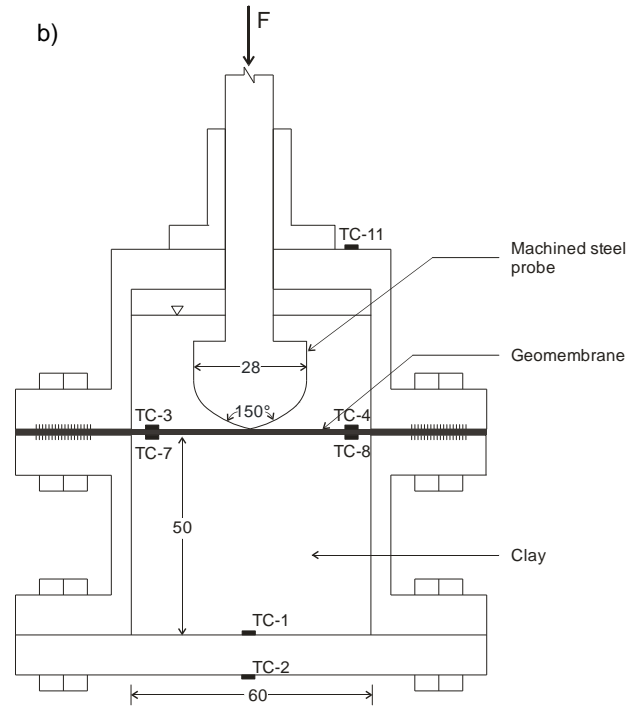 b)
F
TC-11
Machined steel
probe
28
Geomembrane
150°
TC-3
TC-4
TC-7
TC-8
50
Clay
TC-1
TC-2
60